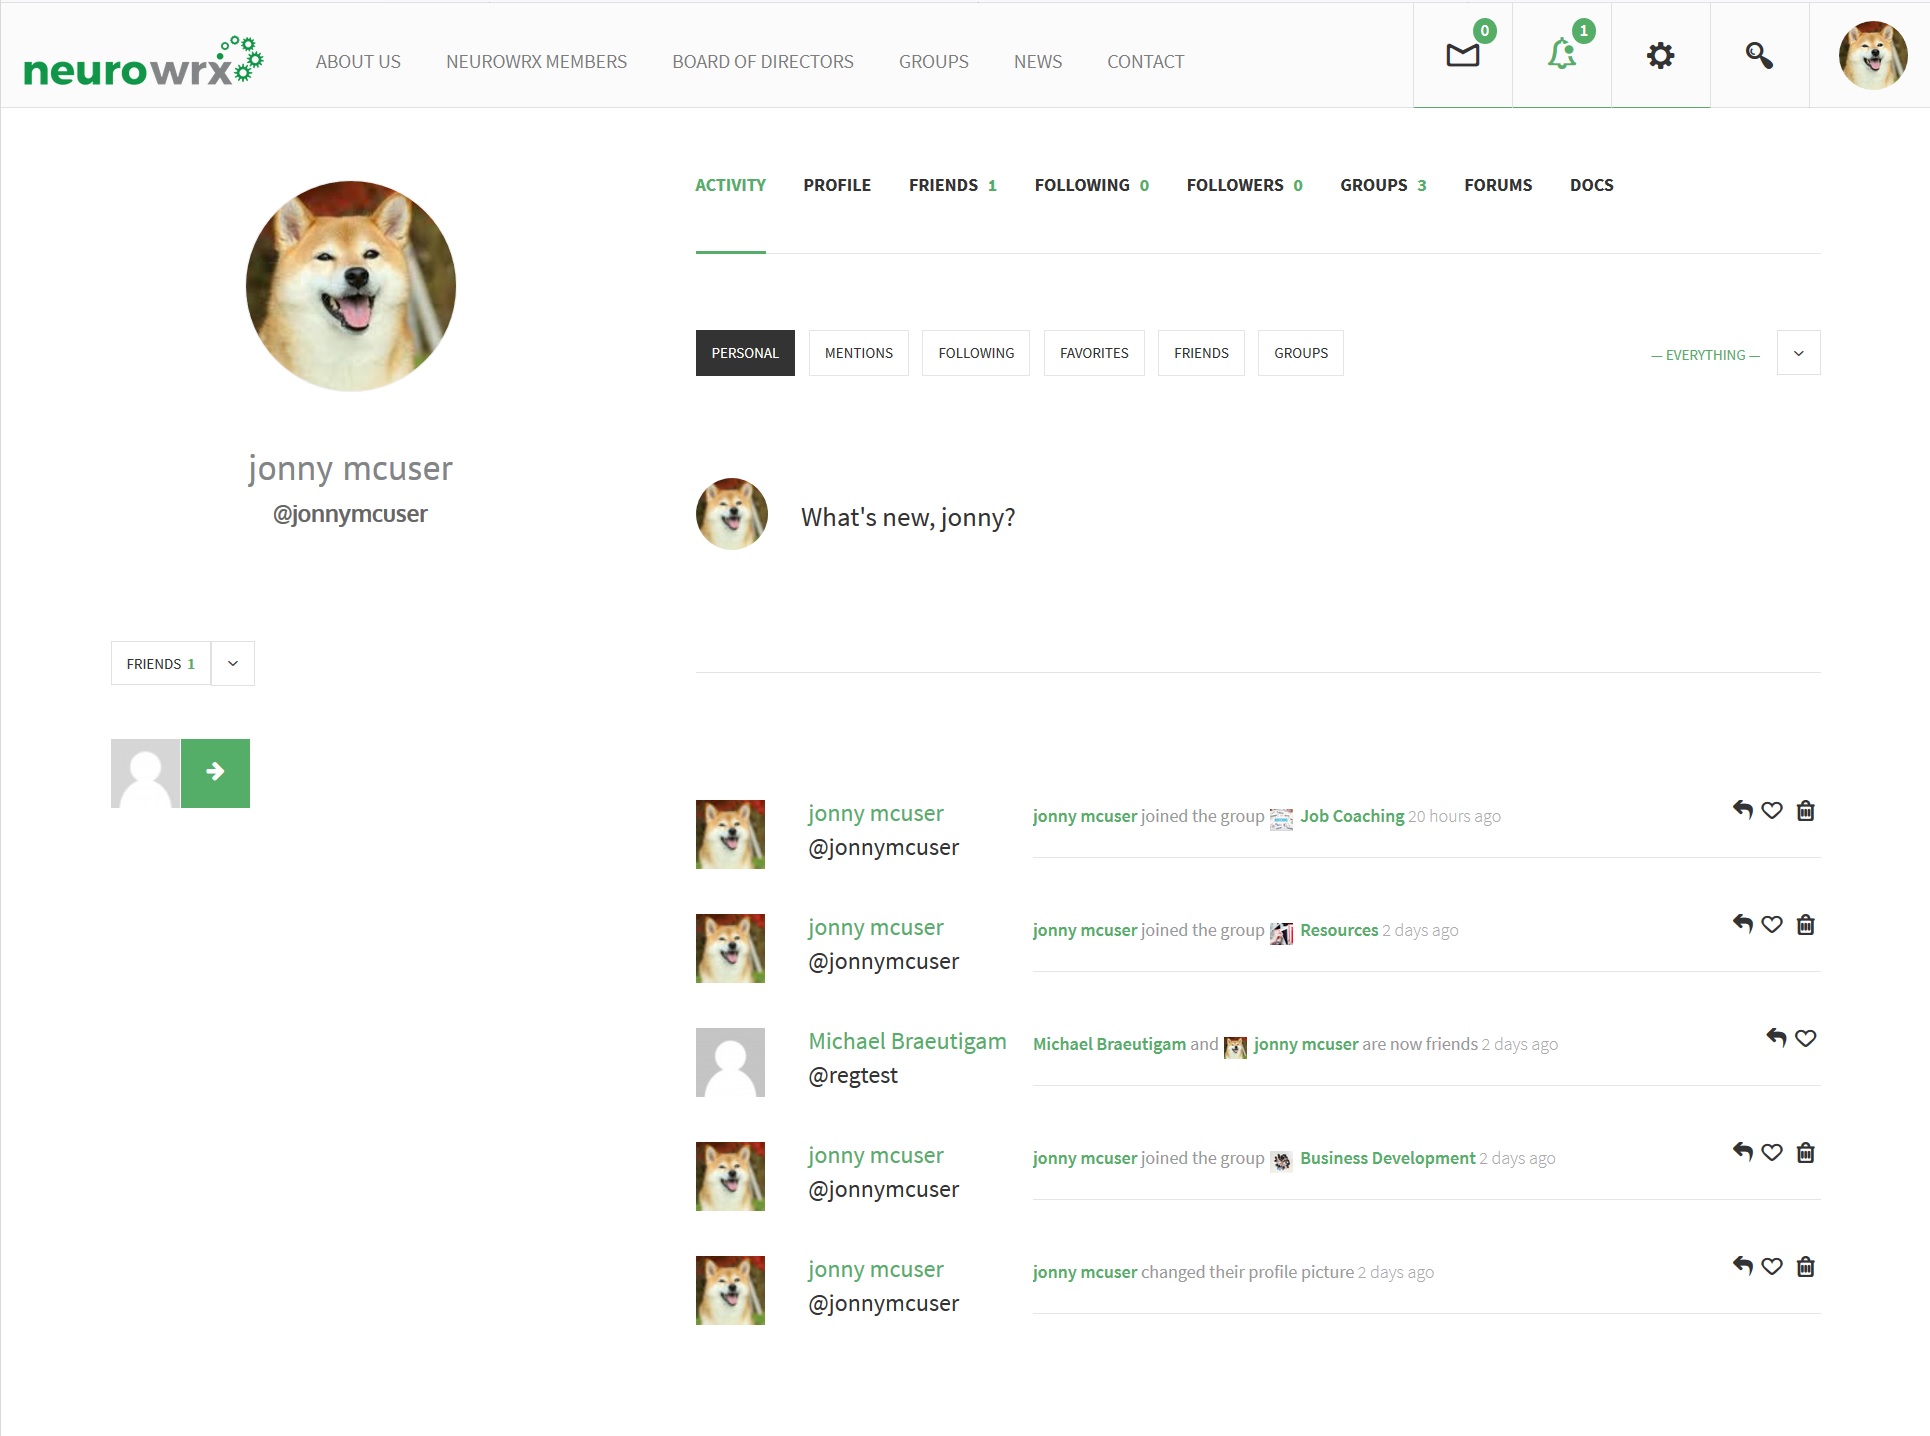 neurowrx
ABOUT US NEUROWRX MEMBERS BOARD OF DIRECTORS GROUPS NEWS CONTACT
0
1
ACTIVITY PROFILE FRIENDS 1 FOLLOWING 0 FOLLOWERS 0 GROUPS 3 FORUMS DOCS
PERSONAL MENTIONS FOLLOWING FAVORITES FRIENDS GROUPS
— EVERYTHING —
jonny mcuser
@jonnymcuser
What's new, jonny?
FRIENDS 1
jonny mcuser
@jonnymcuser
jonny mcuser joined the group Job Coaching 20 hours ago
jonny mcuser
@jonnymcuser
jonny mcuser joined the group Resources 2 days ago
Michael Braeutigam
@regtest
Michael Braeutigam and jonny mcuser are now friends 2 days ago
jonny mcuser
@jonnymcuser
jonny mcuser joined the group Business Development 2 days ago
jonny mcuser
@jonnymcuser
jonny mcuser changed their profile picture 2 days ago